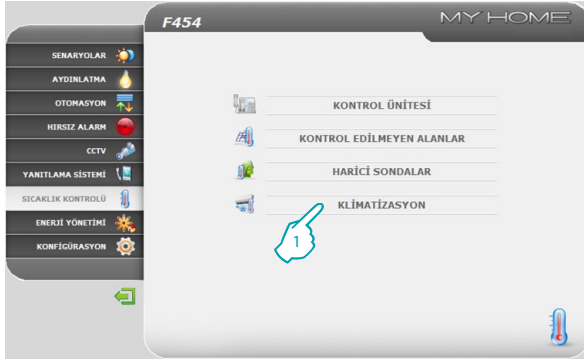 F454
MY HOME
SENARYOLAR
AYDINLATMA
OTOMASYON
HIRSIZ ALARM
CCTV
YANITLAMA SİSTEMİ
SICAKLIK KONTROLÜ
ENERJİ YÖNETİMİ
KONFİGÜRASYON
KONTROL ÜNİTESİ
KONTROL EDİLMEYEN ALANLAR
HARİCİ SONDALAR
KLİMATİZASYON
1